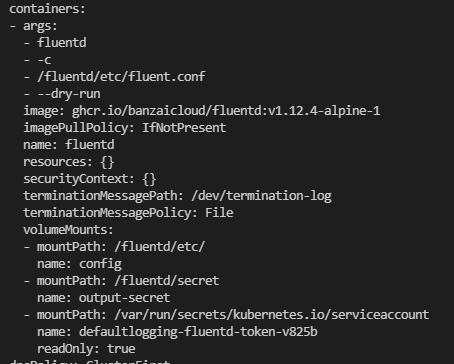 containers:
- args:
  - fluentd
  - -c
  - /fluentd/etc/fluent.conf
  - --dry-run
  image: ghcr.io/banzaicloud/fluentd:v1.12.4-alpine-1
  imagePullPolicy: IfNotPresent
  name: fluentd
  resources: {}
  securityContext: {}
  terminationMessagePath: /dev/termination-log
  terminationMessagePolicy: File
  volumeMounts:
  - mountPath: /fluentd/etc/
    name: config
  - mountPath: /fluentd/secret
    name: output-secret
  - mountPath: /var/run/secrets/kubernetes.io/serviceaccount
    name: defaultlogging-fluentd-token-v825b
    readOnly: true
dnsPolicy: ClusterFirst